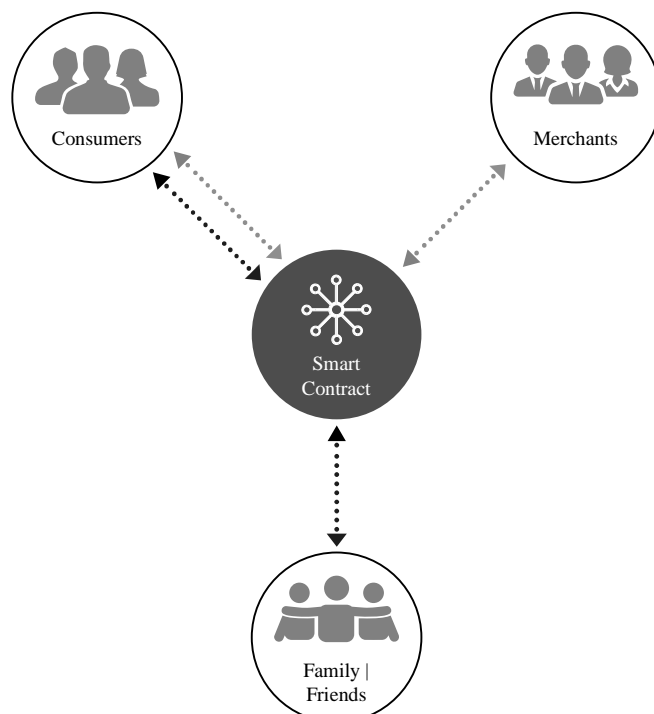 Consumers
Merchants
Smart
Contract
Family |
Friends